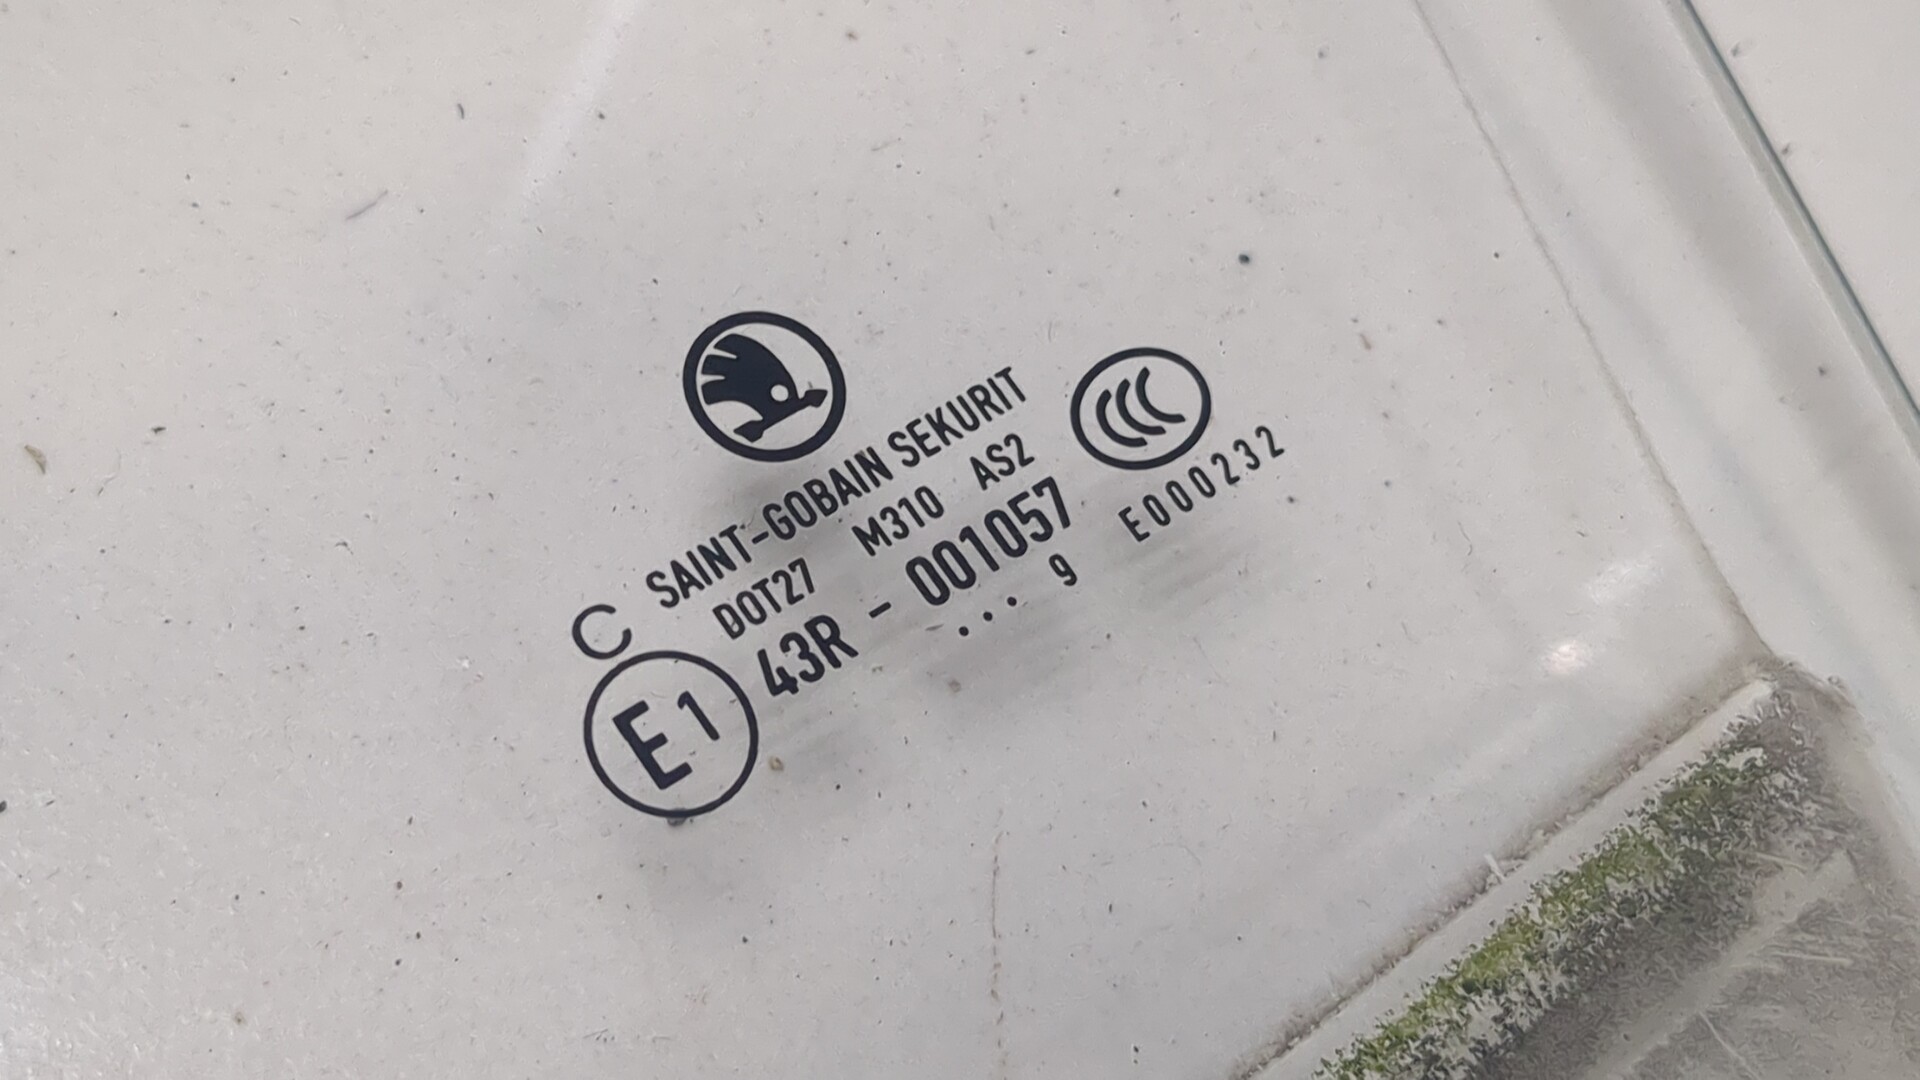 C SAINT-GOBAIN SEKURIT
DOT27 M310 AS2
E1 43R - 001057
... 9
E000232